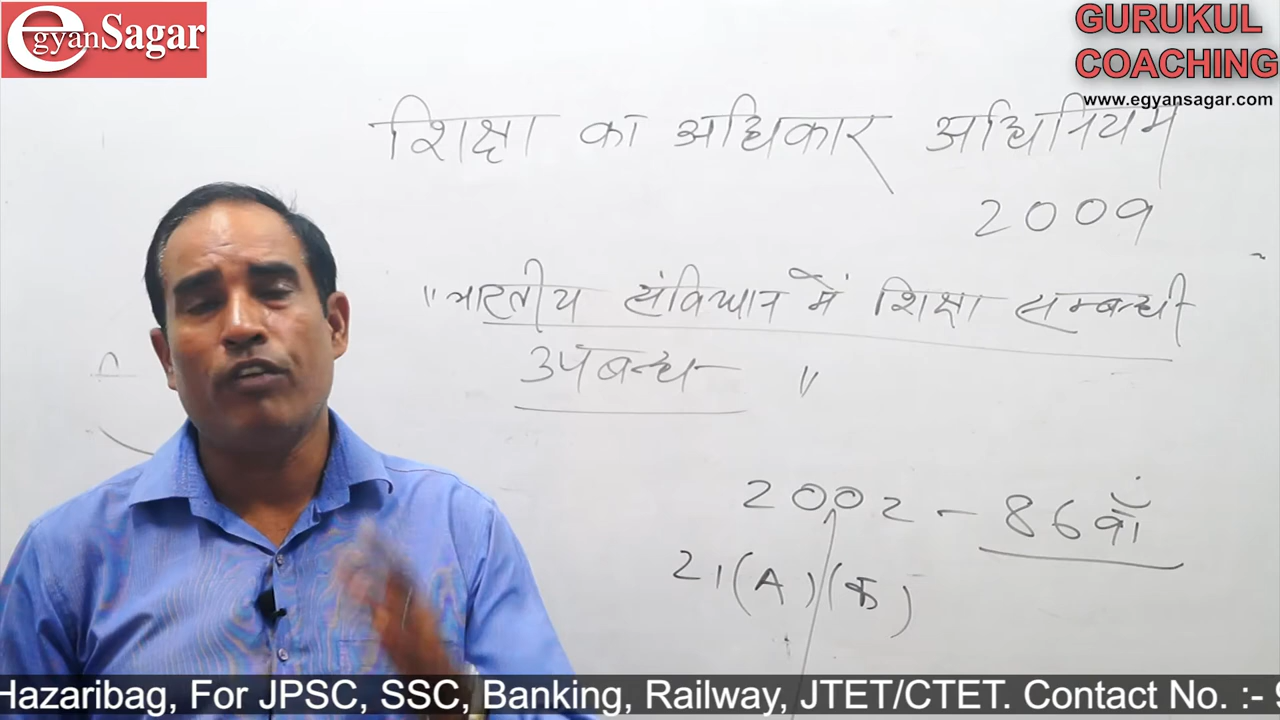 egyanSagar
GURUKUL
COACHING
www.egyansagar.com
शिक्षा का अधिकार अधिनियम
2009
"भारतीय संविधान में शिक्षा सम्बन्धी
उपबन्ध"
2002 - 86वाँ
21(A)(क)
Hazaribag, For JPSC, SSC, Banking, Railway, JTET/CTET. Contact No. :- 9